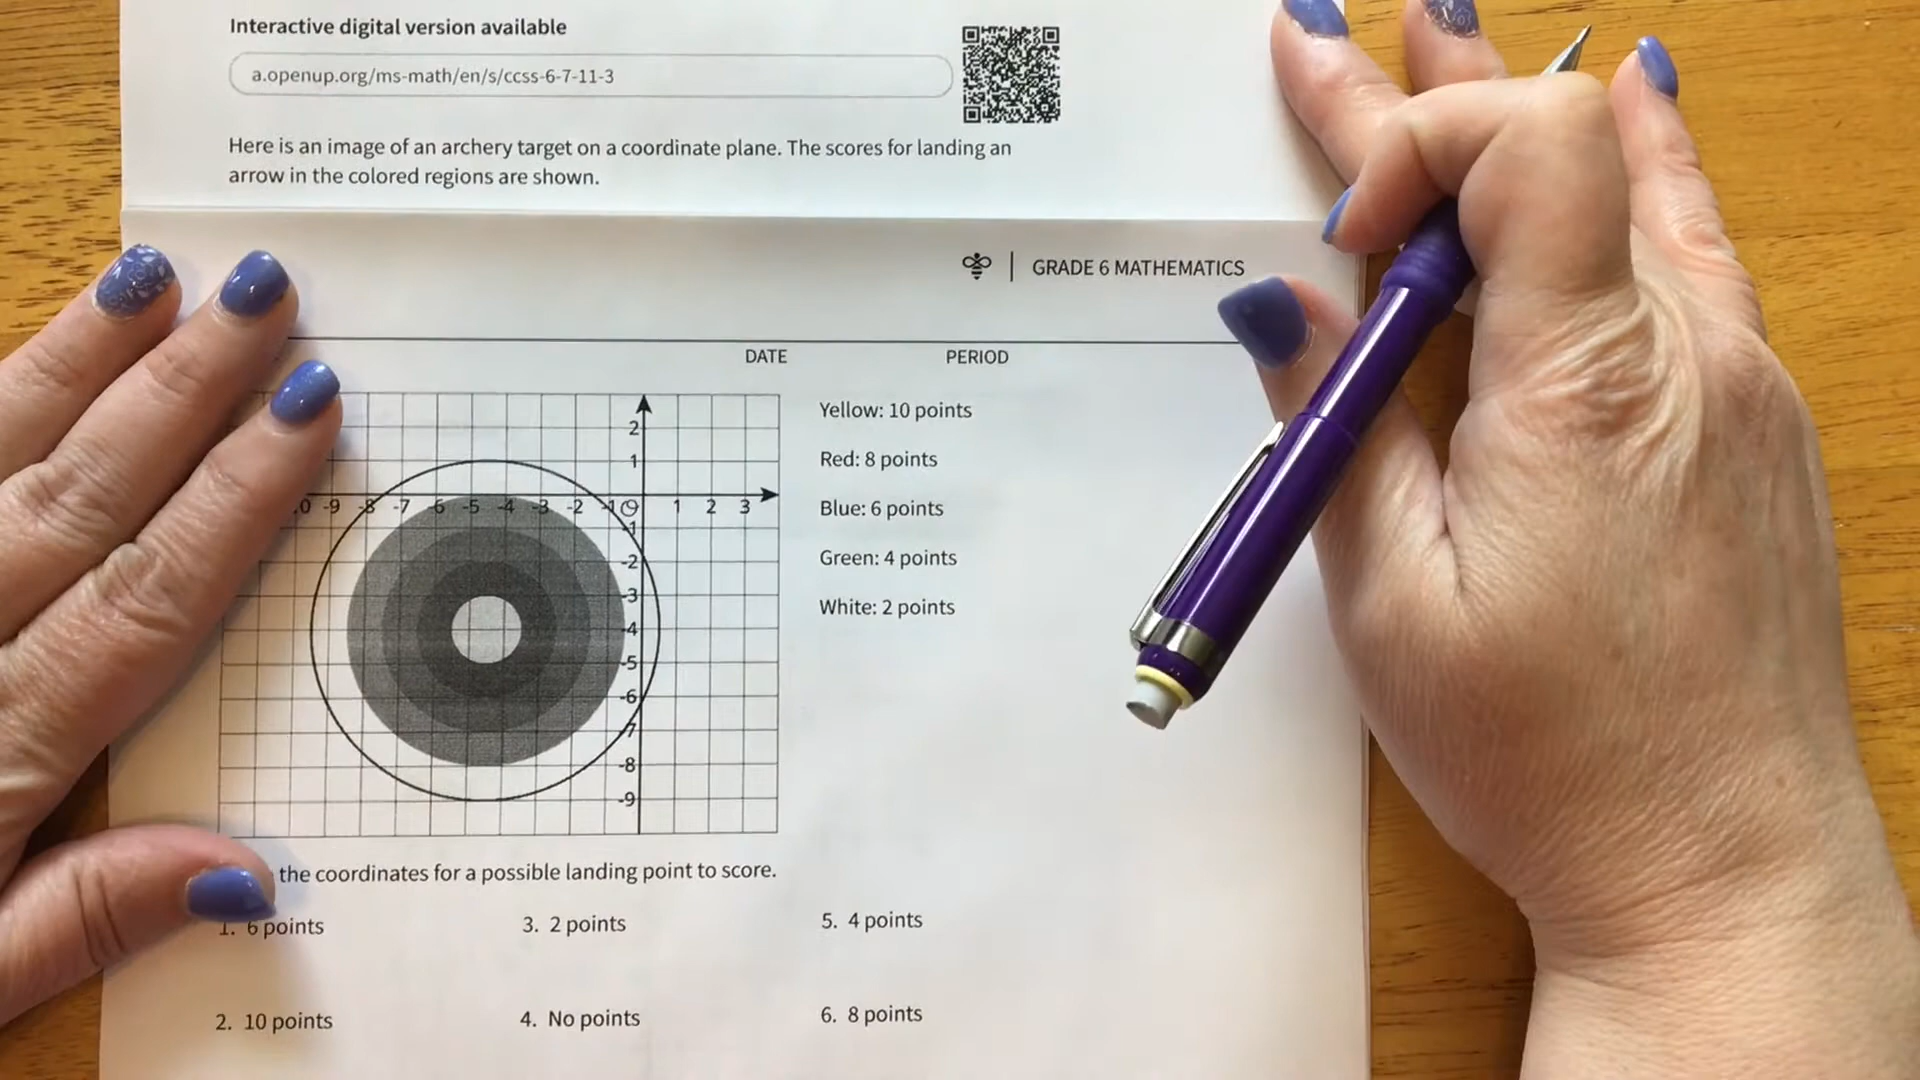 Interactive digital version available
a.openup.org/ms-math/en/s/ccss-6-7-11-3
Here is an image of an archery target on a coordinate plane. The scores for landing an
arrow in the colored regions are shown.
GRADE 6 MATHEMATICS
DATE PERIOD
Yellow: 10 points
Red: 8 points
Blue: 6 points
Green: 4 points
White: 2 points
2
1
-9 -8 -7 -6 -5 -4 -3 -2 -1 0 1 2 3
-1
-2
-3
-4
-5
-6
-7
-8
-9
the coordinates for a possible landing point to score.
1. 6 points 3. 2 points 5. 4 points
2. 10 points 4. No points 6. 8 points